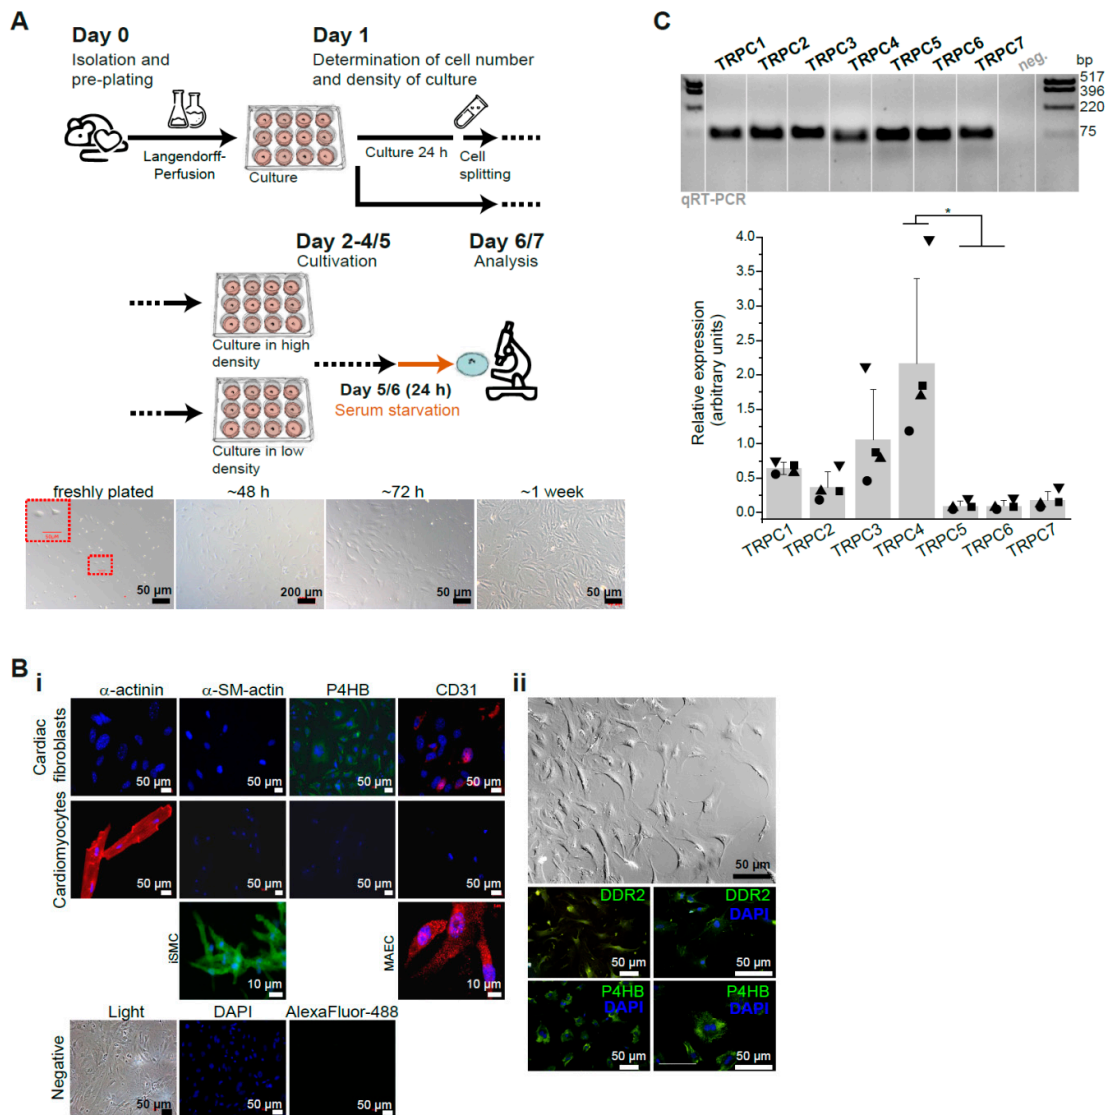 A
Day 0
Isolation and
pre-plating
Langendorff-
Perfusion
Culture
Day 1
Determination of cell number
and density of culture
Culture 24 h
Cell
splitting
Day 2-4/5
Cultivation
Day 6/7
Analysis
Culture in high
density
Culture in low
density
Day 5/6 (24 h)
Serum starvation
freshly plated
~48 h
~72 h
~1 week
50 µm
200 µm
50 µm
50 µm
B
i
α-actinin
α-SM-actin
P4HB
CD31
Cardiac
fibroblasts
50 µm
50 µm
50 µm
50 µm
Cardiomyocytes
50 µm
50 µm
50 µm
50 µm
iSMC
10 µm
MAEC
10 µm
Light
DAPI
AlexaFluor-488
Negative
50 µm
50 µm
50 µm
ii
50 µm
DDR2
50 µm
DDR2
DAPI
50 µm
P4HB
DAPI
50 µm
P4HB
DAPI
50 µm
C
TRPC1
TRPC2
TRPC3
TRPC4
TRPC5
TRPC6
TRPC7
neg.
bp
517
396
220
75
qRT-PCR
*
Relative expression
(arbitrary units)
4.0
3.5
3.0
2.5
2.0
1.5
1.0
0.5
0.0
TRPC1
TRPC2
TRPC3
TRPC4
TRPC5
TRPC6
TRPC7